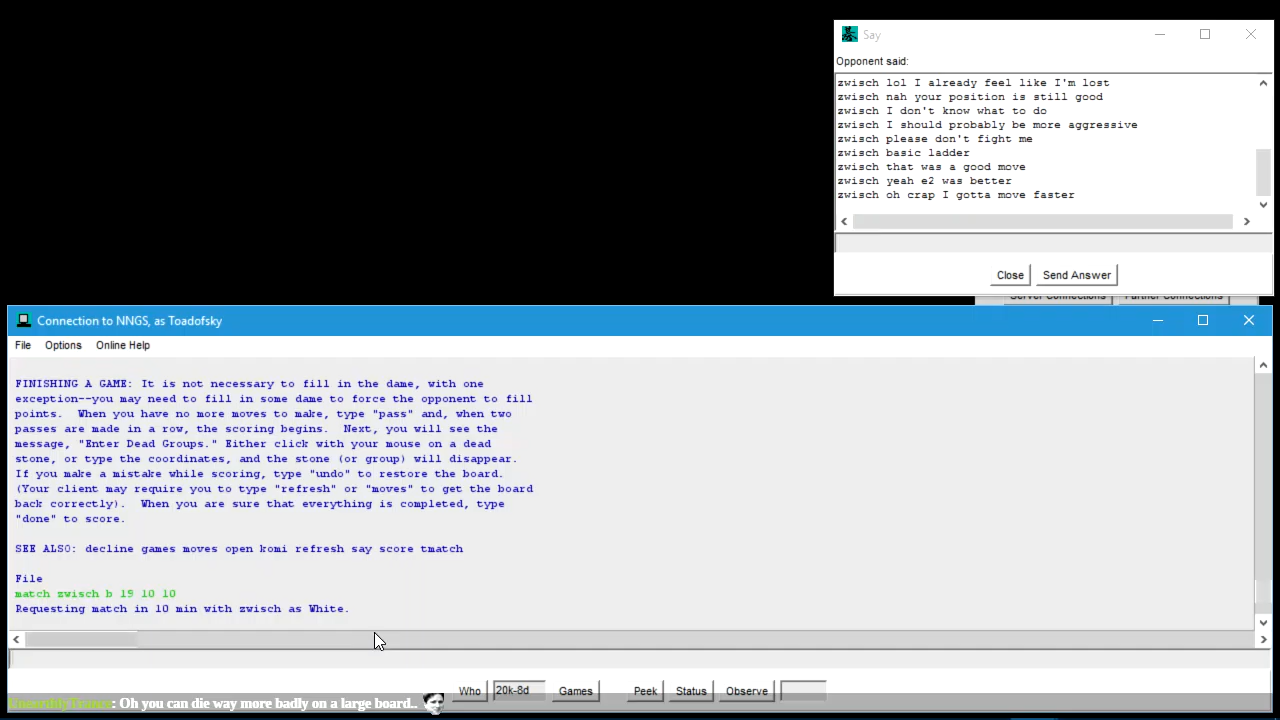 Say
Opponent said:
zwisch lol I already feel like I'm lost
zwisch nah your position is still good
zwisch I don't know what to do
zwisch I should probably be more aggressive
zwisch please don't fight me
zwisch basic ladder
zwisch that was a good move
zwisch yeah e2 was better
zwisch oh crap I gotta move faster
Close Send Answer
Server Connections Partner Connections
Connection to NNGS, as Toadofsky
File Options Online Help
FINISHING A GAME: It is not necessary to fill in the dame, with one
exception--you may need to fill in some dame to force the opponent to fill
points. When you have no more moves to make, type "pass" and, when two
passes are made in a row, the scoring begins. Next, you will see the
message, "Enter Dead Groups." Either click with your mouse on a dead
stone, or type the coordinates, and the stone (or group) will disappear.
If you make a mistake while scoring, type "undo" to restore the board.
(Your client may require you to type "refresh" or "moves" to get the board
back correctly). When you are sure that everything is completed, type
"done" to score.
SEE ALSO: decline games moves open komi refresh say score tmatch
File
match zwisch b 19 10 10
Requesting match in 10 min with zwisch as White.
Who 20k-8d Games Peek Status Observe
: Oh you can die way more badly on a large board..